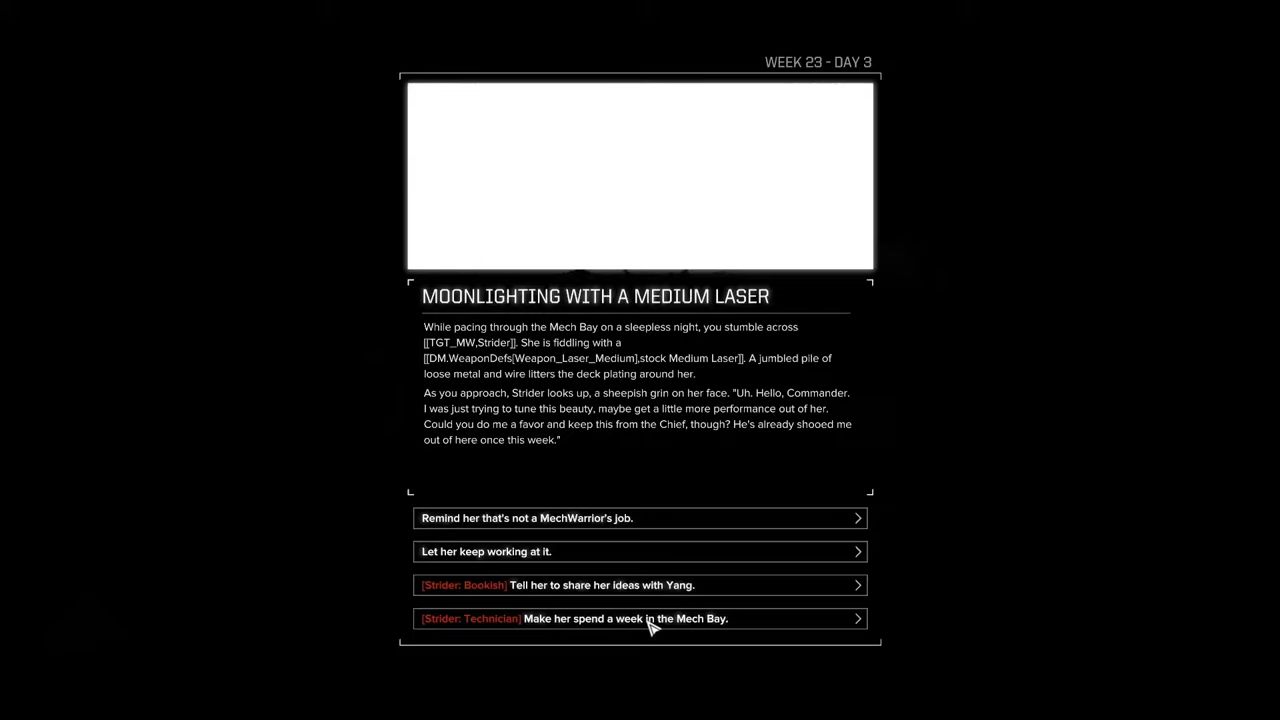 WEEK 23 - DAY 3
MOONLIGHTING WITH A MEDIUM LASER
While pacing through the Mech Bay on a sleepless night, you stumble across
[[TGT_MW,Strider]]. She is fiddling with a
[[DM.WeaponDefs[Weapon_Laser_Medium],stock Medium Laser]]. A jumbled pile of
loose metal and wire litters the deck plating around her.
As you approach, Strider looks up, a sheepish grin on her face. "Uh. Hello, Commander.
I was just trying to tune this beauty, maybe get a little more performance out of her.
Could you do me a favor and keep this from the Chief, though? He's already shooed me
out of here once this week."
Remind her that's not a MechWarrior's job.
Let her keep working at it.
[Strider: Bookish] Tell her to share her ideas with Yang.
[Strider: Technician] Make her spend a week in the Mech Bay.